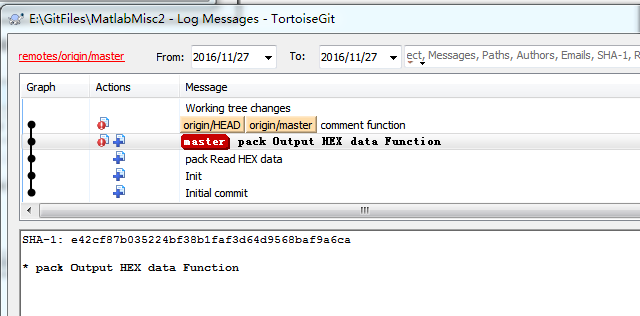 E:\GitFiles\MatlabMisc2 - Log Messages - TortoiseGit
remotes/origin/master From: 2016/11/27 To: 2016/11/27 ect, Messages, Paths, Authors, Emails, SHA-1, R
Graph Actions Message
Working tree changes
origin/HEAD origin/master comment function
master pack Output HEX data Function
pack Read HEX data
Init
Initial commit
SHA-1: e42cf87b035224bf38b1faf3d64d9568baf9a6ca
* pack Output HEX data Function